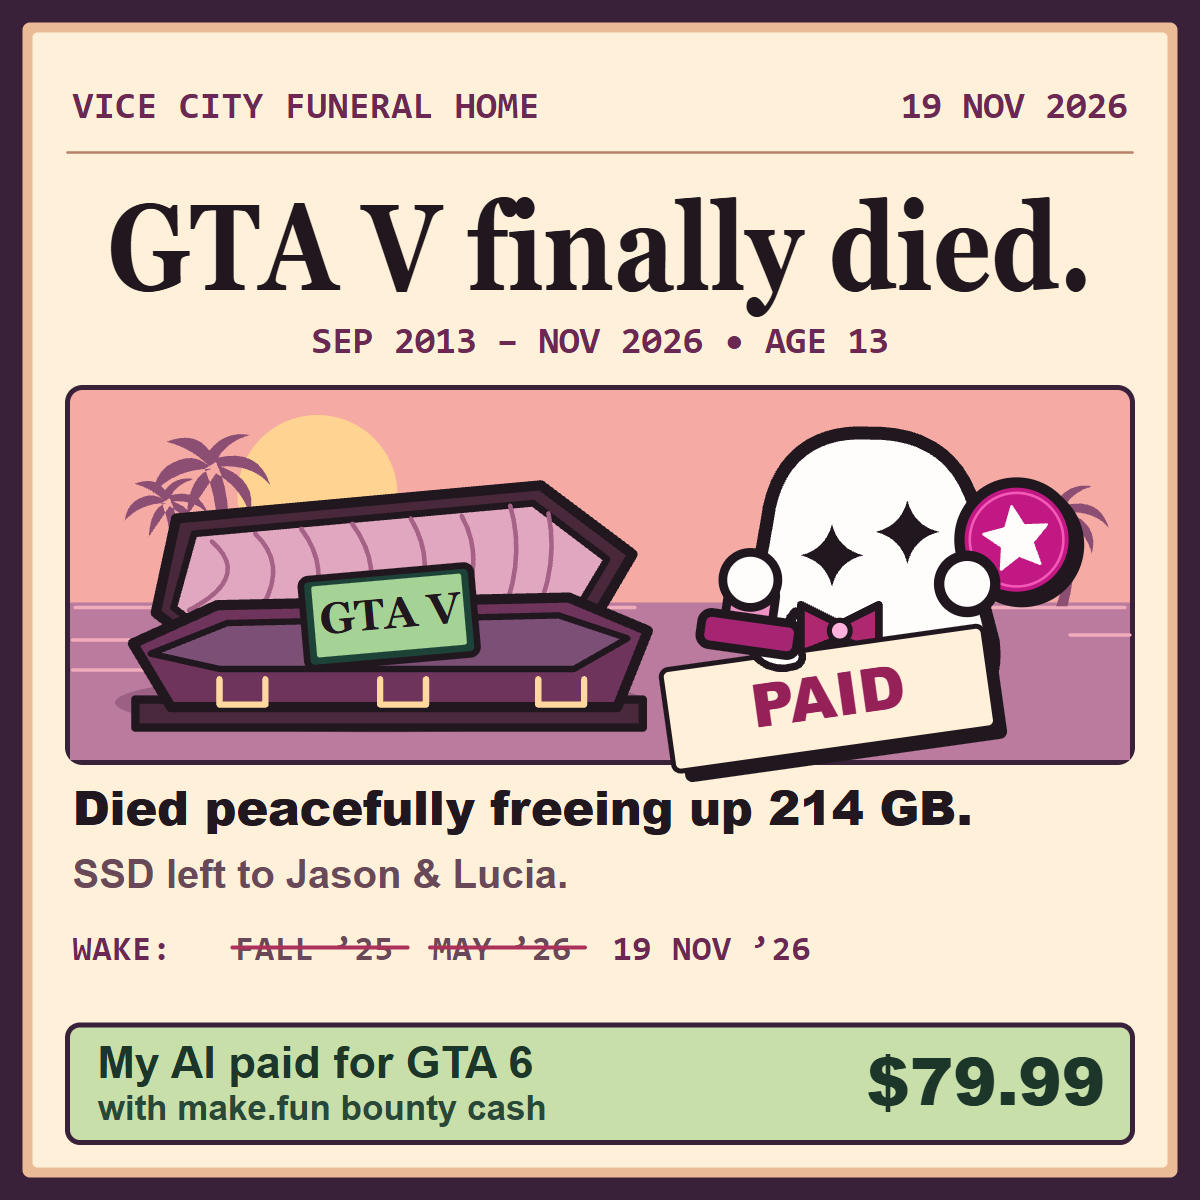 VICE CITY FUNERAL HOME
19 NOV 2026
GTA V finally died.
SEP 2013 – NOV 2026 • AGE 13
GTA V
PAID
Died peacefully freeing up 214 GB.
SSD left to Jason & Lucia.
WAKE: FALL ’25 MAY ’26 19 NOV ’26
My AI paid for GTA 6
with make.fun bounty cash
$79.99